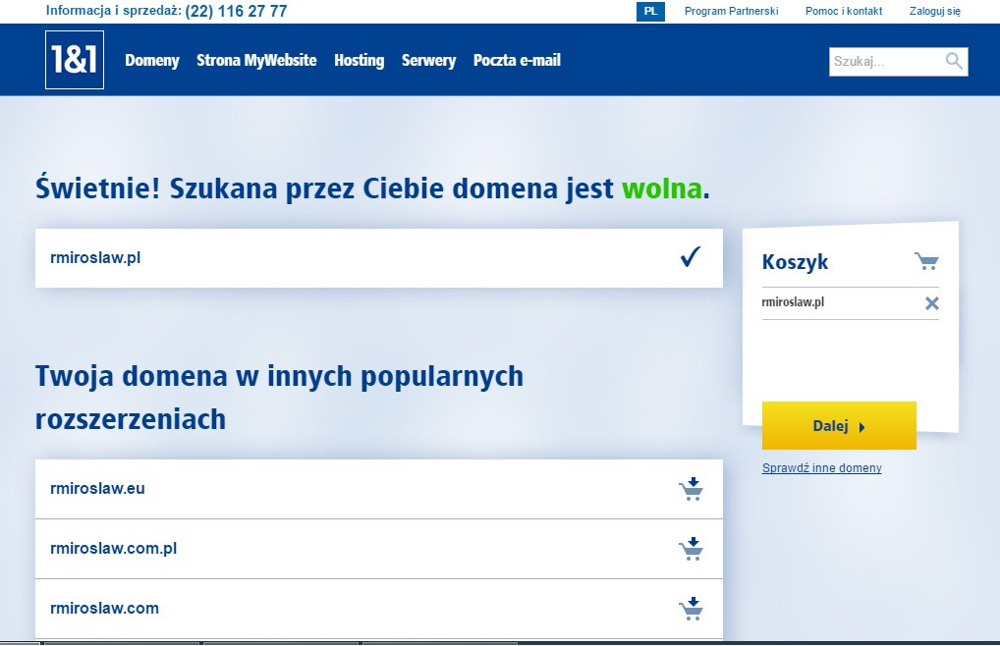 Informacja i sprzedaż: (22) 116 27 77
PL Program Partnerski Pomoc i kontakt Zaloguj się
1&1 Domeny Strona MyWebsite Hosting Serwery Poczta e-mail Szukaj...
Świetnie! Szukana przez Ciebie domena jest wolna.
rmiroslaw.pl
Koszyk
rmiroslaw.pl
Dalej
Sprawdź inne domeny
Twoja domena w innych popularnych
rozszerzeniach
rmiroslaw.eu
rmiroslaw.com.pl
rmiroslaw.com